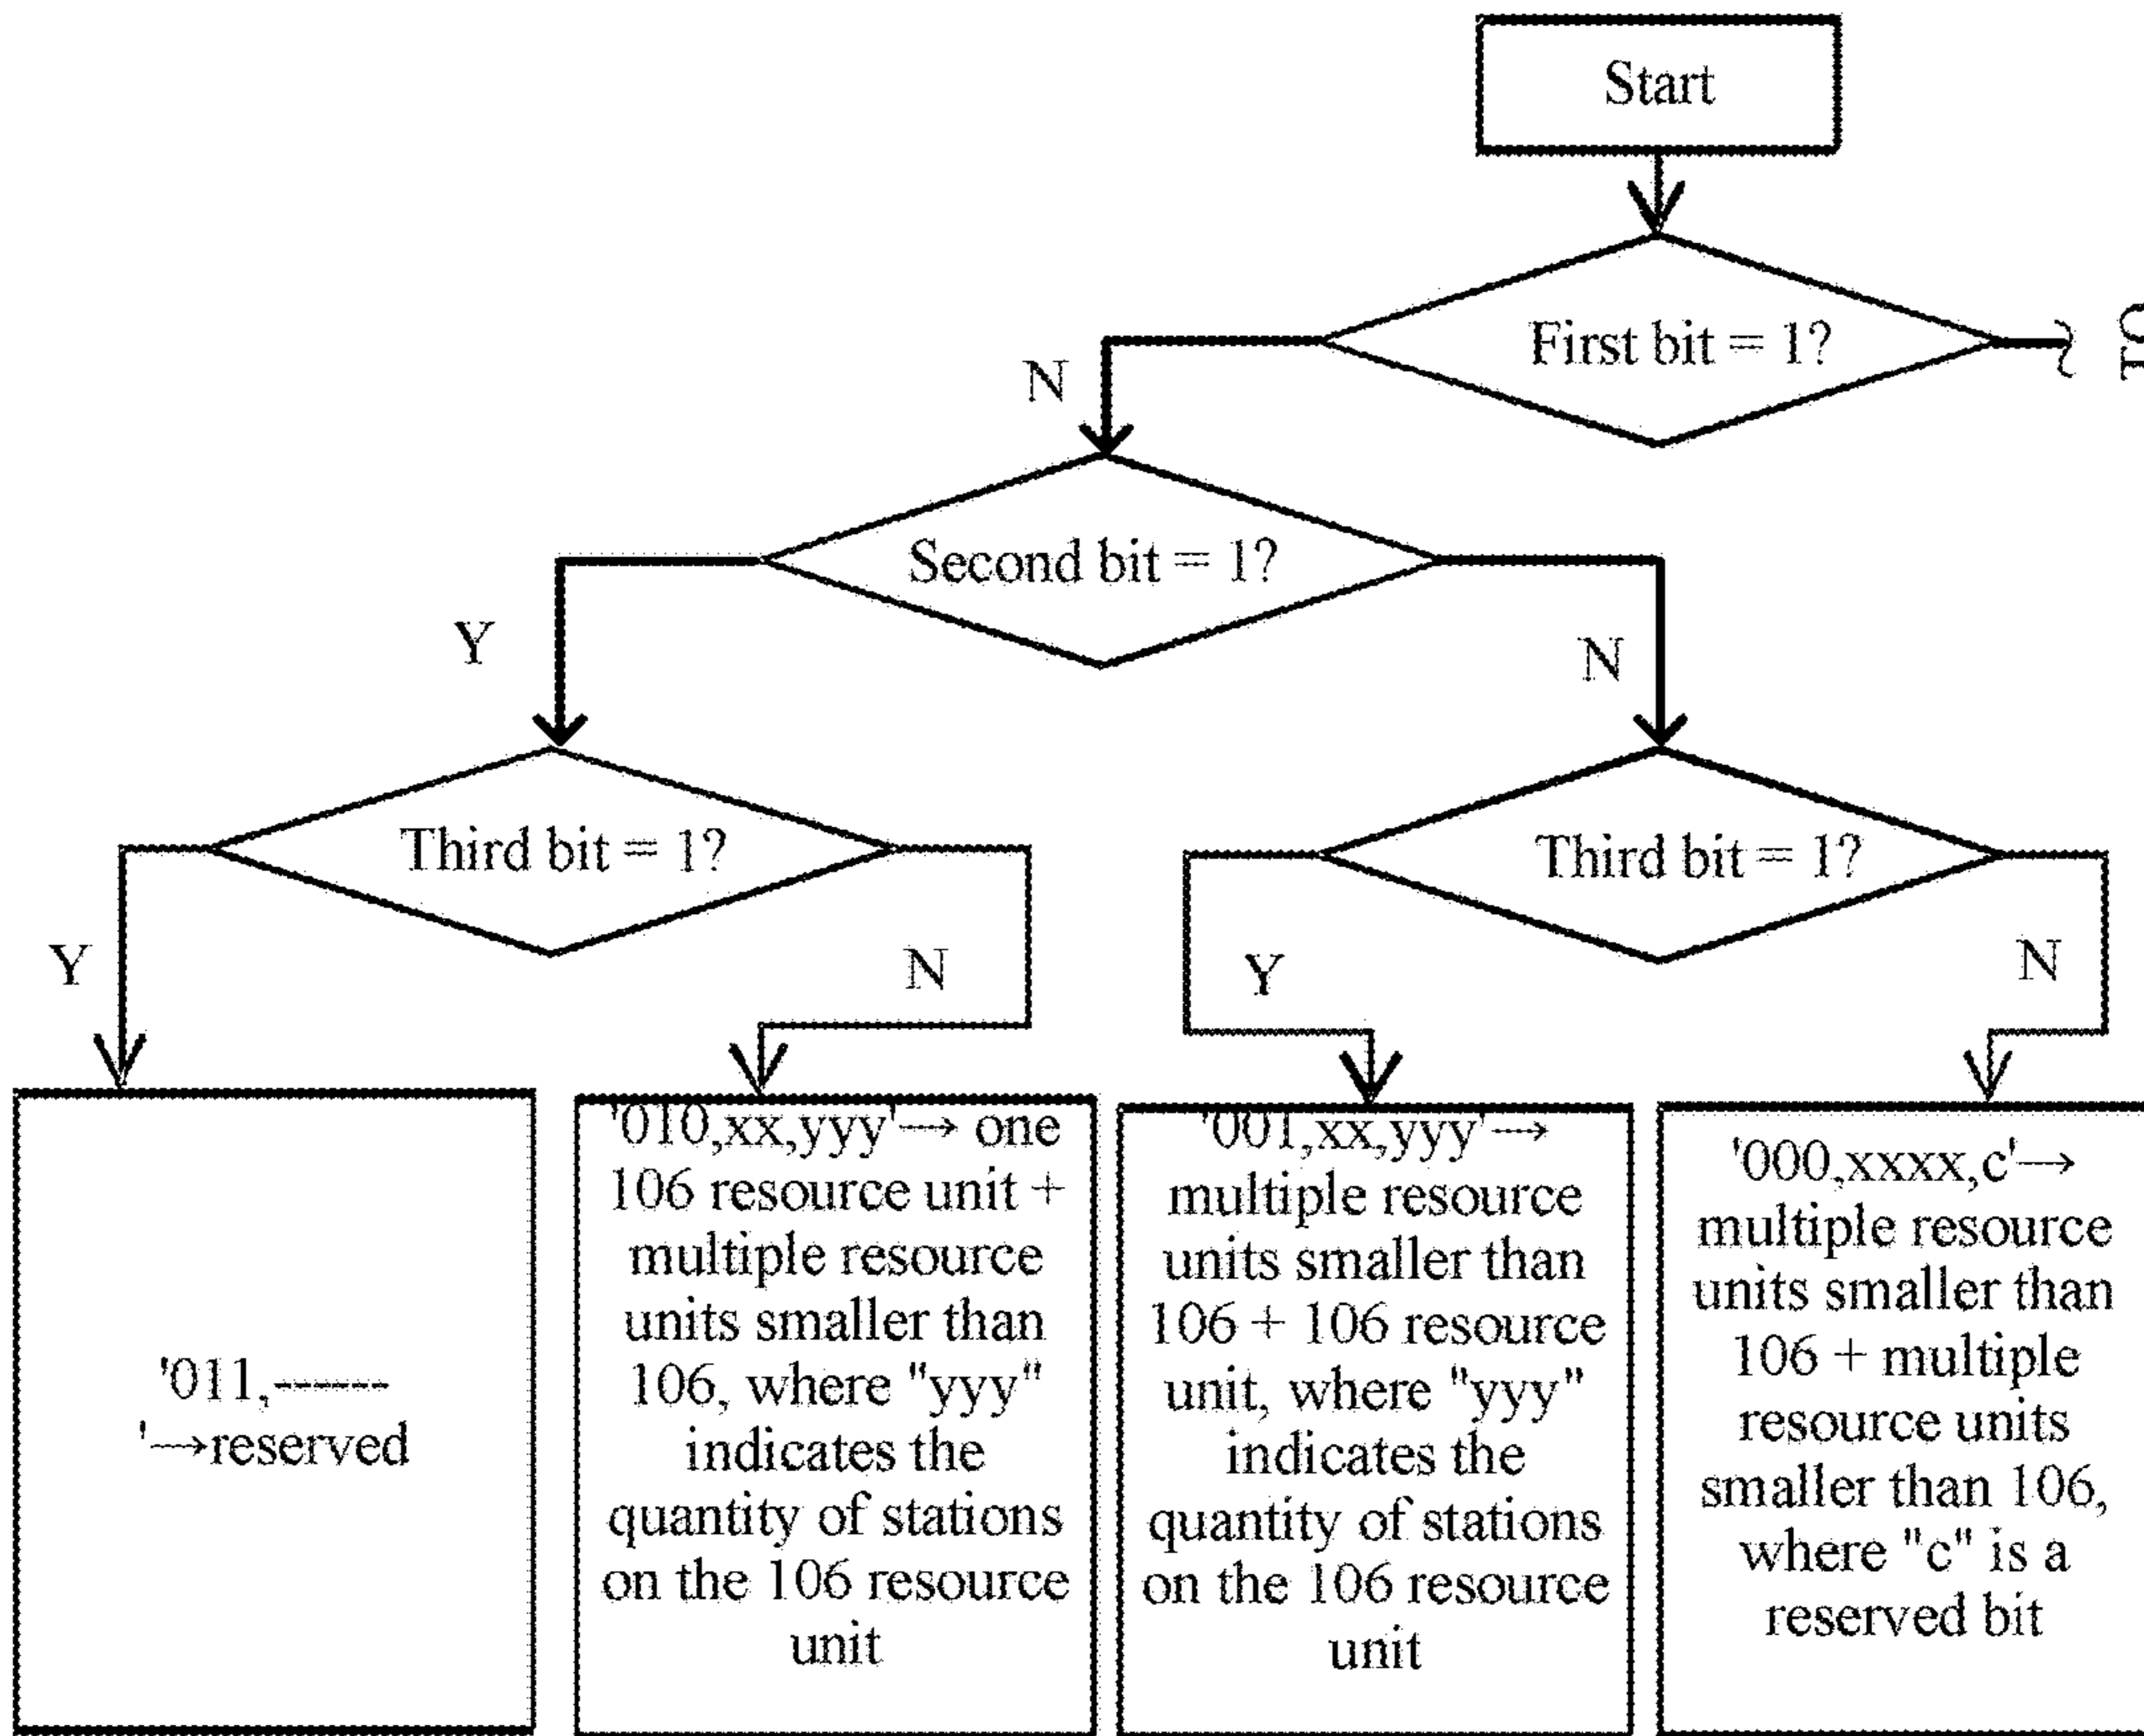 Start
First bit = 1?
N
Second bit = 1?
Y
N
Third bit = 1?
Third bit = 1?
Y
N
Y
N
'011,------
'→reserved
'010,xx,yyy'→ one
106 resource unit +
multiple resource
units smaller than
106, where "yyy"
indicates the
quantity of stations
on the 106 resource
unit
'001,xx,yyy'→
multiple resource
units smaller than
106 + 106 resource
unit, where "yyy"
indicates the
quantity of stations
on the 106 resource
unit
'000,xxxx,c'→
multiple resource
units smaller than
106 + multiple
resource units
smaller than 106,
where "c" is a
reserved bit